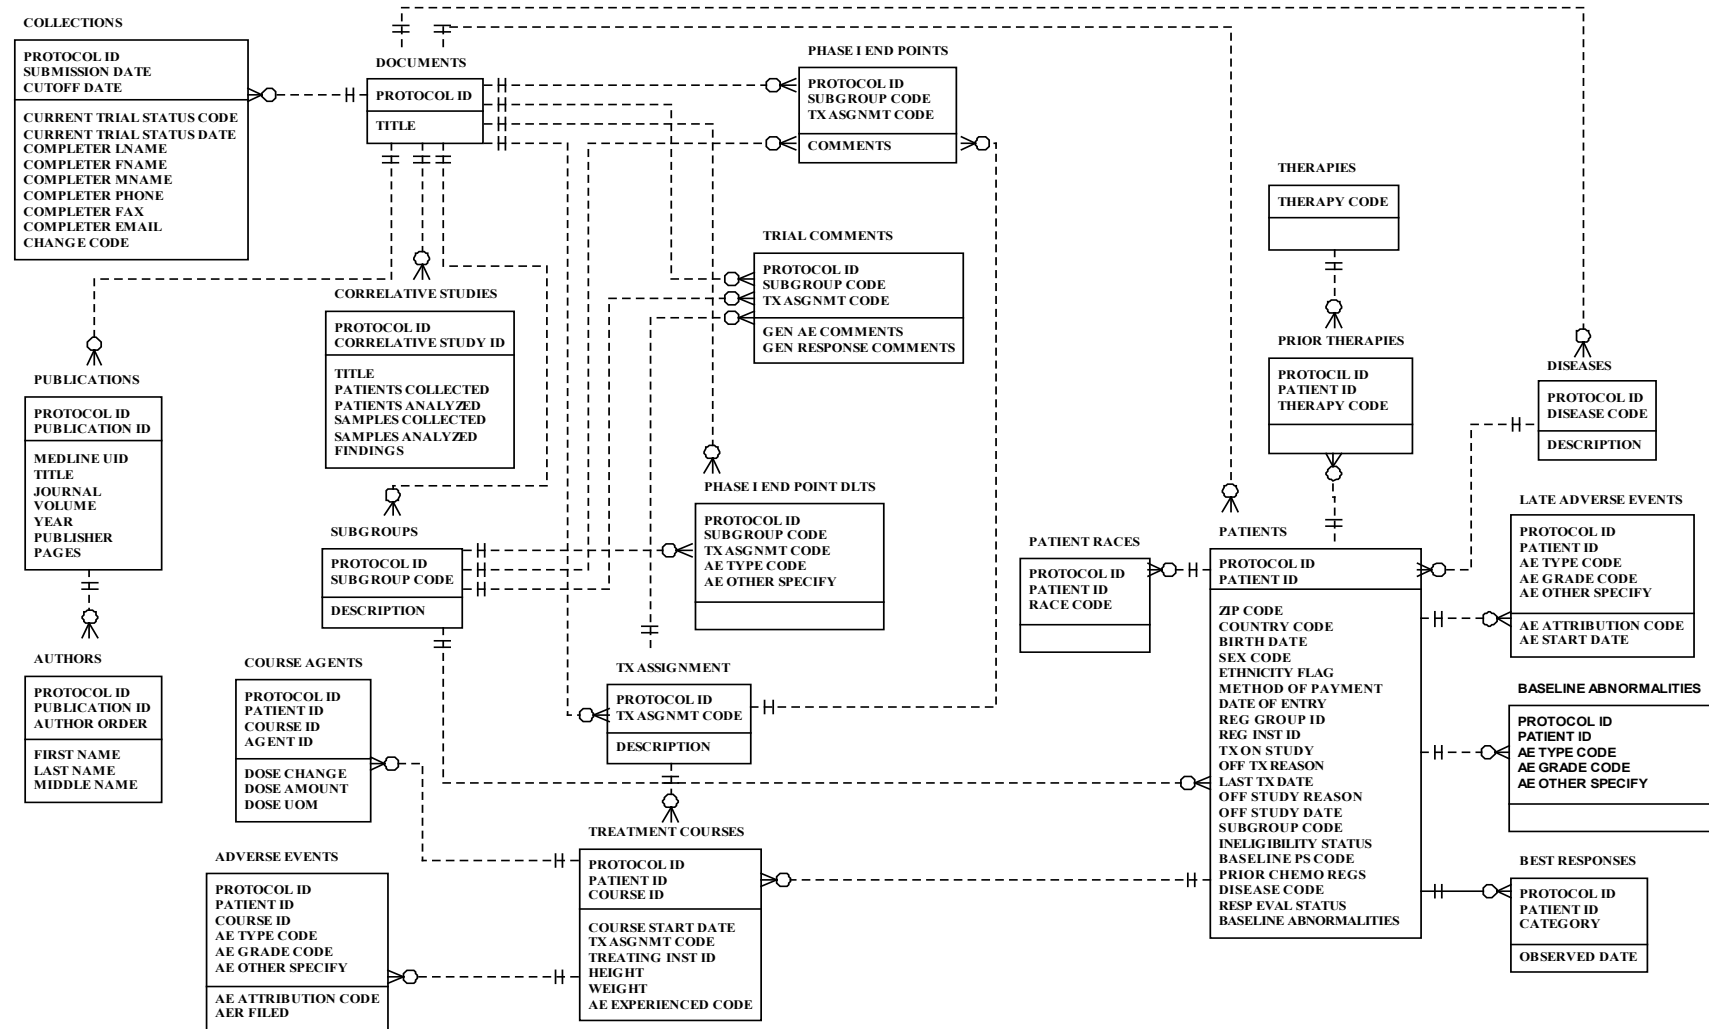 COLLECTIONS
PROTOCOL ID
SUBMISSION DATE
CUTOFF DATE
CURRENT TRIAL STATUS CODE
CURRENT TRIAL STATUS DATE
COMPLETER LNAME
COMPLETER FNAME
COMPLETER MNAME
COMPLETER PHONE
COMPLETER FAX
COMPLETER EMAIL
CHANGE CODE
DOCUMENTS
PROTOCOL ID
TITLE
PHASE I END POINTS
PROTOCOL ID
SUBGROUP CODE
TX ASGNMT CODE
COMMENTS
THERAPIES
THERAPY CODE
TRIAL COMMENTS
PROTOCOL ID
SUBGROUP CODE
TX ASGNMT CODE
GEN AE COMMENTS
GEN RESPONSE COMMENTS
CORRELATIVE STUDIES
PROTOCOL ID
CORRELATIVE STUDY ID
TITLE
PATIENTS COLLECTED
PATIENTS ANALYZED
SAMPLES COLLECTED
SAMPLES ANALYZED
FINDINGS
PRIOR THERAPIES
PROTOCIL ID
PATIENT ID
THERAPY CODE
DISEASES
PROTOCOL ID
DISEASE CODE
DESCRIPTION
PUBLICATIONS
PROTOCOL ID
PUBLICATION ID
MEDLINE UID
TITLE
JOURNAL
VOLUME
YEAR
PUBLISHER
PAGES
PHASE I END POINT DLTS
PROTOCOL ID
SUBGROUP CODE
TX ASGNMT CODE
AE TYPE CODE
AE OTHER SPECIFY
SUBGROUPS
PROTOCOL ID
SUBGROUP CODE
DESCRIPTION
PATIENT RACES
PROTOCOL ID
PATIENT ID
RACE CODE
PATIENTS
PROTOCOL ID
PATIENT ID
ZIP CODE
COUNTRY CODE
BIRTH DATE
SEX CODE
ETHNICITY FLAG
METHOD OF PAYMENT
DATE OF ENTRY
REG GROUP ID
REG INST ID
TX ON STUDY
OFF TX REASON
LAST TX DATE
OFF STUDY REASON
OFF STUDY DATE
SUBGROUP CODE
INELIGIBILITY STATUS
BASELINE PS CODE
PRIOR CHEMO REGS
DISEASE CODE
RESP EVAL STATUS
BASELINE ABNORMALITIES
LATE ADVERSE EVENTS
PROTOCOL ID
PATIENT ID
AE TYPE CODE
AE GRADE CODE
AE OTHER SPECIFY
AE ATTRIBUTION CODE
AE START DATE
AUTHORS
PROTOCOL ID
PUBLICATION ID
AUTHOR ORDER
FIRST NAME
LAST NAME
MIDDLE NAME
COURSE AGENTS
PROTOCOL ID
PATIENT ID
COURSE ID
AGENT ID
DOSE CHANGE
DOSE AMOUNT
DOSE UOM
TX ASSIGNMENT
PROTOCOL ID
TX ASGNMT CODE
DESCRIPTION
BASELINE ABNORMALITIES
PROTOCOL ID
PATIENT ID
AE TYPE CODE
AE GRADE CODE
AE OTHER SPECIFY
TREATMENT COURSES
PROTOCOL ID
PATIENT ID
COURSE ID
COURSE START DATE
TX ASGNMT CODE
TREATING INST ID
HEIGHT
WEIGHT
AE EXPERIENCED CODE
ADVERSE EVENTS
PROTOCOL ID
PATIENT ID
COURSE ID
AE TYPE CODE
AE GRADE CODE
AE OTHER SPECIFY
AE ATTRIBUTION CODE
AER FILED
BEST RESPONSES
PROTOCOL ID
PATIENT ID
CATEGORY
OBSERVED DATE